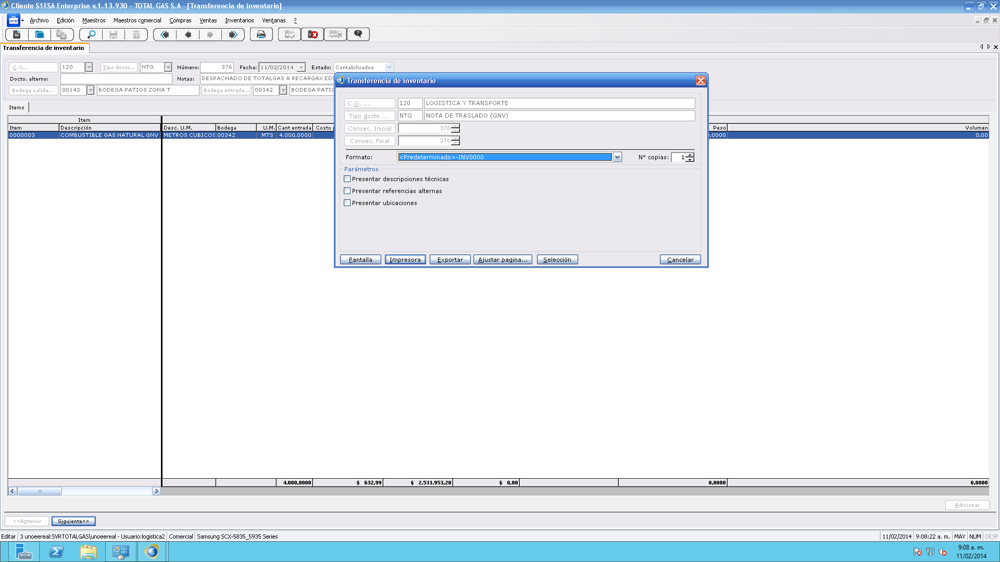 Cliente S1ESA Enterprise v.1.13.930 - TOTAL GAS S.A - [Transferencia de inventario]
Archivo Edición Maestros Maestros comercial Compras Ventas Inventarios Ventanas ?
Transferencia de inventario
C.O... 120 Tipo docto... NTG Número: 376 Fecha: 11/02/2014 Estado: Contabilizados
Docto. alterno: Notas: DESPACHADO DE TOTALGAS A RECARGAX EDS
Bodega salida... 00142 BODEGA PATIOS ZONA T Bodega entrada... 00342 BODEGA PATIO
Items
Item
Item Descripción Desc. U.M. Bodega U.M. Cant entrada Costo Peso Volumen
0000003 COMBUSTIBLE GAS NATURAL GNV METROS CUBICOS 00342 MTS 4.000,0000 ,0000 0,00
Transferencia de inventario
C.O. ... 120 LOGISTICA Y TRANSPORTE
Tipo docto ... NTG NOTA DE TRASLADO (GNV)
Consec. Inicial 376
Consec. Final 376
Formato: <Predeterminado>-INV0000 N° copias: 1
Parámetros
Presentar descripciones técnicas
Presentar referencias alternas
Presentar ubicaciones
Pantalla Impresora Exportar Ajustar pagina... Selección Cancelar
4.000,0000 $ 632,99 $ 2.531.953,20 $ 0,00 0,0000 0,0000
Adicionar
<<Anterior Siguiente>>
Editar 3 unoeereal:SVRTOTALGAS\unoeereal - Usuario:logistica2 Comercial Samsung SCX-5835_5935 Series 11/02/2014 9:08:22 a. m. MAY NUM DESP
9:08 a. m.
11/02/2014